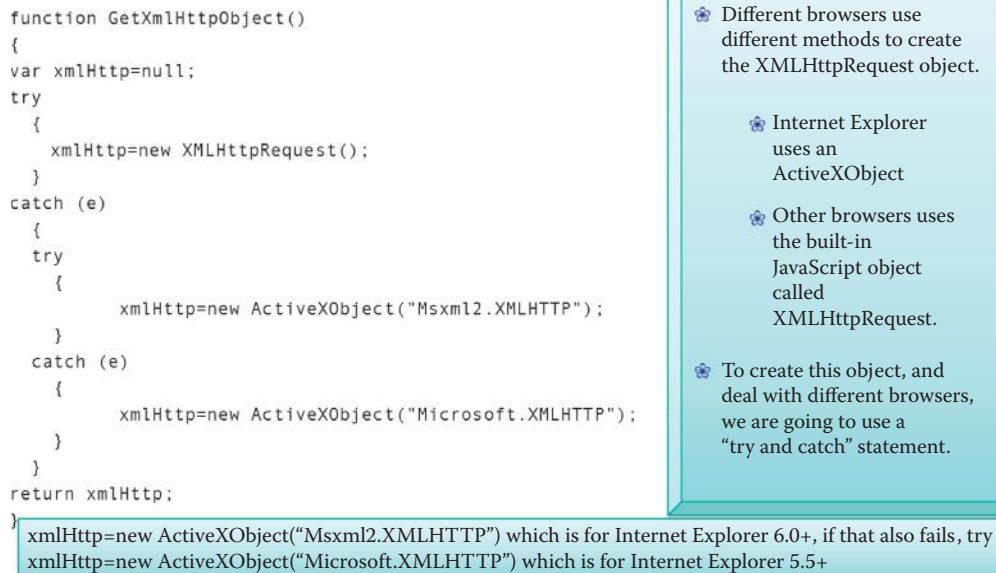 function GetXmlHttpObject()
{
var xmlHttp=null;
try
{
xmlHttp=new XMLHttpRequest();
}
catch (e)
{
try
{
xmlHttp=new ActiveXObject("Msxml2.XMLHTTP");
}
catch (e)
{
xmlHttp=new ActiveXObject("Microsoft.XMLHTTP");
}
}
return xmlHttp;
}
Different browsers use
different methods to create
the XMLHttpRequest object.
Internet Explorer
uses an
ActiveXObject
Other browsers uses
the built-in
JavaScript object
called
XMLHttpRequest.
To create this object, and
deal with different browsers,
we are going to use a
“try and catch” statement.
xmlHttp=new ActiveXObject(“Msxml2.XMLHTTP”) which is for Internet Explorer 6.0+, if that also fails, try
xmlHttp=new ActiveXObject(“Microsoft.XMLHTTP”) which is for Internet Explorer 5.5+